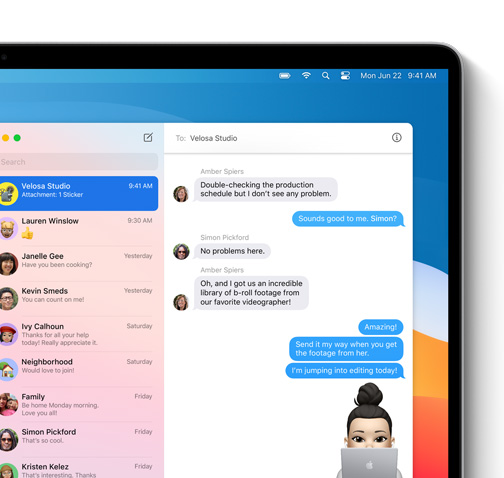 Mon Jun 22 9:41 AM
Search
Velosa Studio 9:41 AM
Attachment: 1 Sticker
Lauren Winslow 9:30 AM
Janelle Gee Yesterday
Have you been cooking?
Kevin Smeds Yesterday
You can count on me!
Ivy Calhoun Saturday
Thanks for all your help
today! Really appreciate it.
Neighborhood Saturday
Would love to join!
Family Friday
Be home Monday morning.
Love you all!
Simon Pickford Friday
That's so cool.
Kristen Kelez Friday
That's interesting. Thanks
To: Velosa Studio
Amber Spiers
Double-checking the production
schedule but I don't see any problem.
Sounds good to me. Simon?
Simon Pickford
No problems here.
Amber Spiers
Oh, and I got us an incredible
library of b-roll footage from
our favorite videographer!
Amazing!
Send it my way when you get
the footage from her.
I'm jumping into editing today!